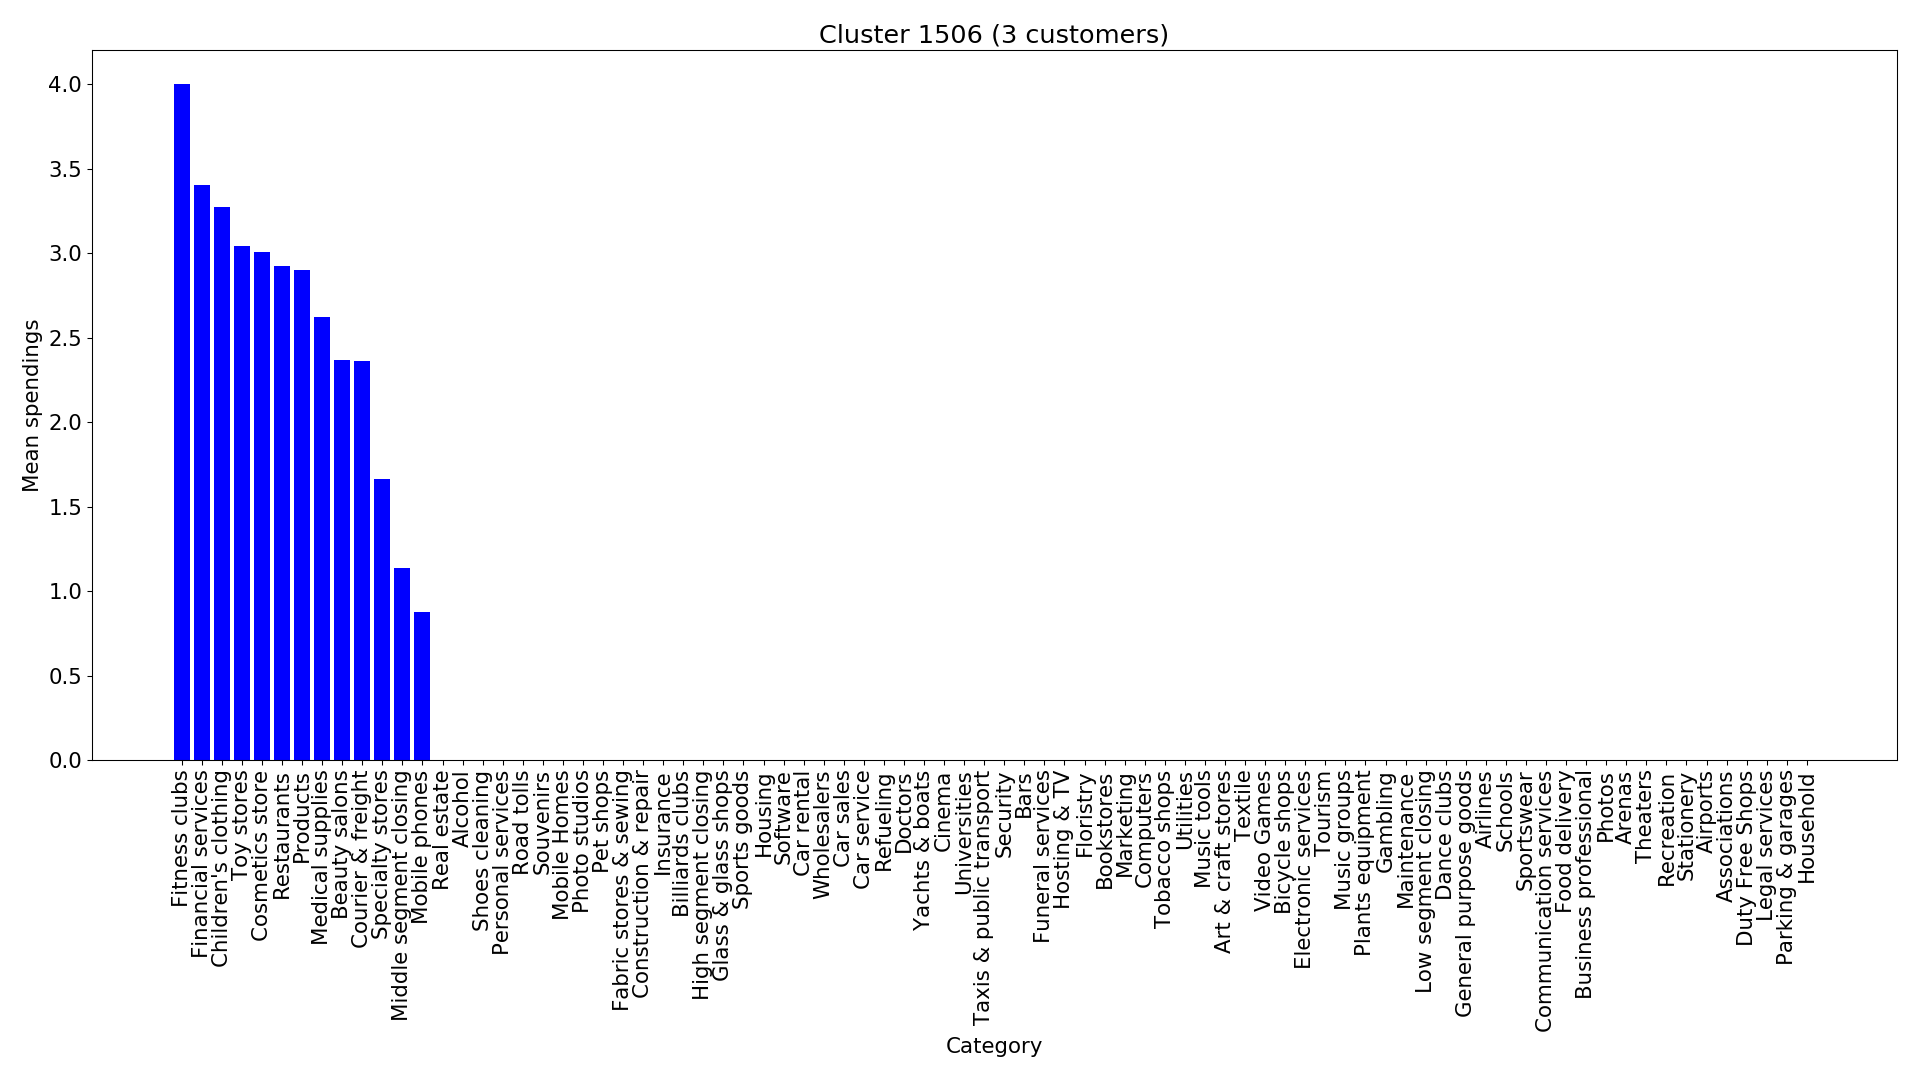 Cluster 1506 (3 customers)
4.0
3.5
3.0
2.5
2.0
1.5
1.0
0.5
0.0
Mean spendings
Fitness clubs
Financial services
Children's clothing
Toy stores
Cosmetics store
Restaurants
Products
Medical supplies
Beauty salons
Courier & freight
Specialty stores
Middle segment closing
Mobile phones
Real estate
Alcohol
Shoes cleaning
Personal services
Road tolls
Souvenirs
Mobile Homes
Photo studios
Pet shops
Fabric stores & sewing
Construction & repair
Insurance
Billiards clubs
High segment closing
Glass & glass shops
Sports goods
Housing
Software
Car rental
Wholesalers
Car sales
Car service
Refueling
Doctors
Yachts & boats
Cinema
Universities
Taxis & public transport
Security
Bars
Funeral services
Hosting & TV
Floristry
Bookstores
Marketing
Computers
Tobacco shops
Utilities
Music tools
Art & craft stores
Textile
Video Games
Bicycle shops
Electronic services
Tourism
Music groups
Plants equipment
Gambling
Maintenance
Low segment closing
Dance clubs
General purpose goods
Airlines
Schools
Sportswear
Communication services
Food delivery
Business professional
Photos
Arenas
Theaters
Recreation
Stationery
Airports
Associations
Duty Free Shops
Legal services
Parking & garages
Household
Category